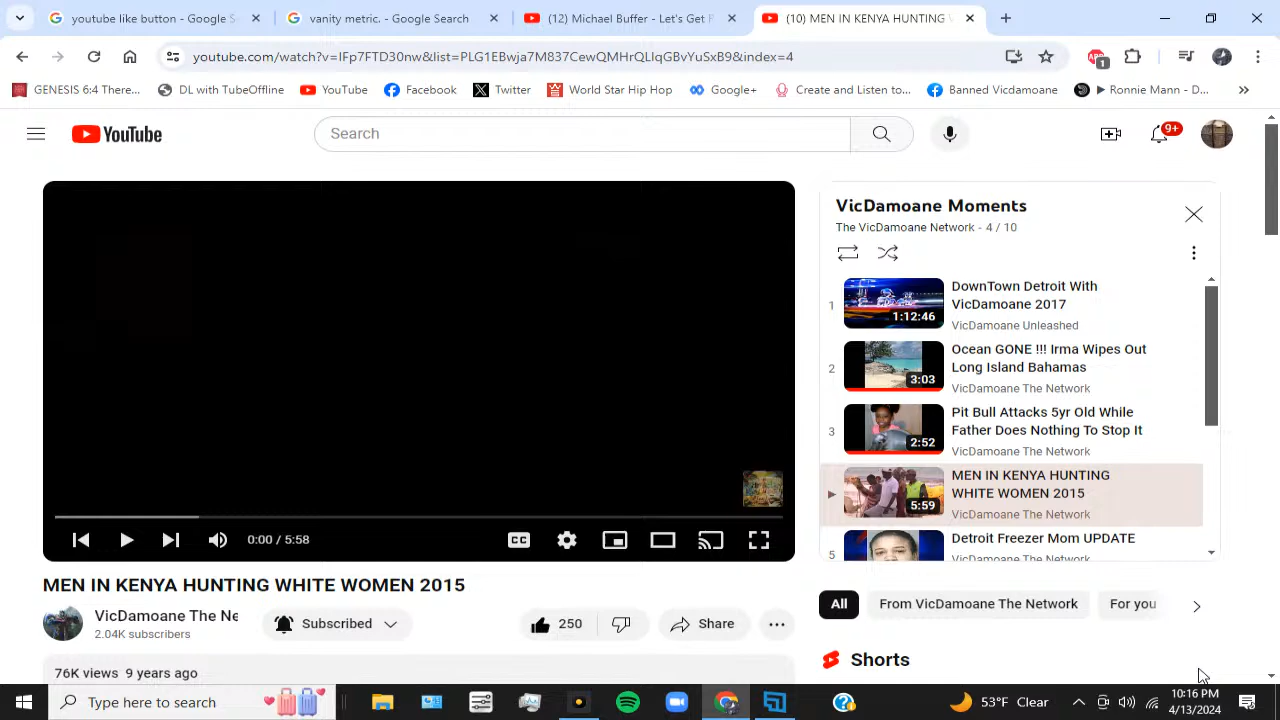 youtube like button - Google S
vanity metric. - Google Search
(12) Michael Buffer - Let's Get R
(10) MEN IN KENYA HUNTING
youtube.com/watch?v=IFp7FTD30nw&list=PLG1EBwja7M837CewQMHrQLIqGBvYuSxB9&index=4
1
GENESIS 6:4 There...
DL with TubeOffline
YouTube
Facebook
Twitter
World Star Hip Hop
Google+
Create and Listen to...
Banned Vicdamoane
▶ Ronnie Mann - D...
YouTube
Search
9+
VicDamoane Moments
The VicDamoane Network - 4 / 10
1
1:12:46
DownTown Detroit With
VicDamoane 2017
VicDamoane Unleashed
2
3:03
Ocean GONE !!! Irma Wipes Out
Long Island Bahamas
VicDamoane The Network
3
2:52
Pit Bull Attacks 5yr Old While
Father Does Nothing To Stop It
VicDamoane The Network
5:59
MEN IN KENYA HUNTING
WHITE WOMEN 2015
VicDamoane The Network
5
Detroit Freezer Mom UPDATE
VicDamoane The Network
0:00 / 5:58
CC
MEN IN KENYA HUNTING WHITE WOMEN 2015
VicDamoane The Ne
2.04K subscribers
Subscribed
250
Share
All
From VicDamoane The Network
For you
Shorts
76K views 9 years ago
Type here to search
53°F Clear
10:16 PM
4/13/2024